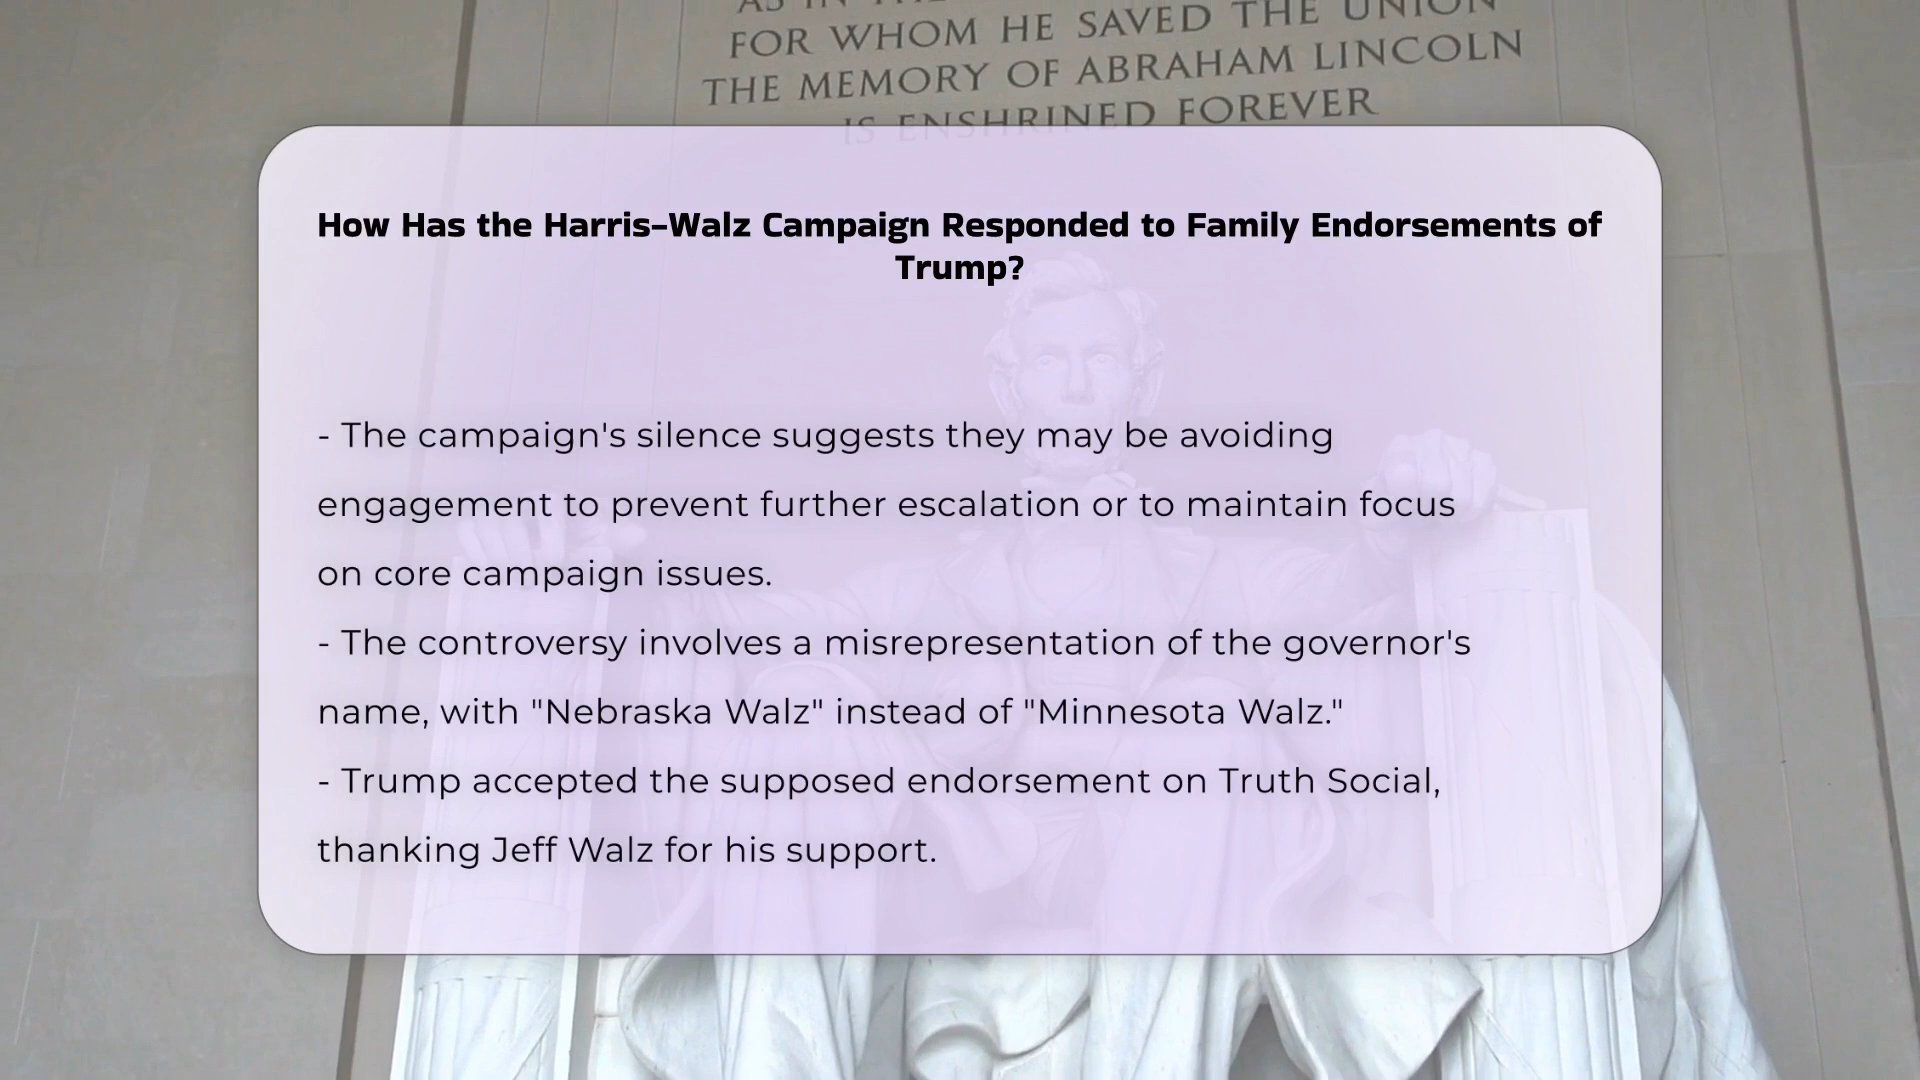 FOR WHOM HE SAVED THE UNION
THE MEMORY OF ABRAHAM LINCOLN
IS ENSHRINED FOREVER
How Has the Harris-Walz Campaign Responded to Family Endorsements of
Trump?
- The campaign's silence suggests they may be avoiding
engagement to prevent further escalation or to maintain focus
on core campaign issues.
- The controversy involves a misrepresentation of the governor's
name, with "Nebraska Walz" instead of "Minnesota Walz."
- Trump accepted the supposed endorsement on Truth Social,
thanking Jeff Walz for his support.